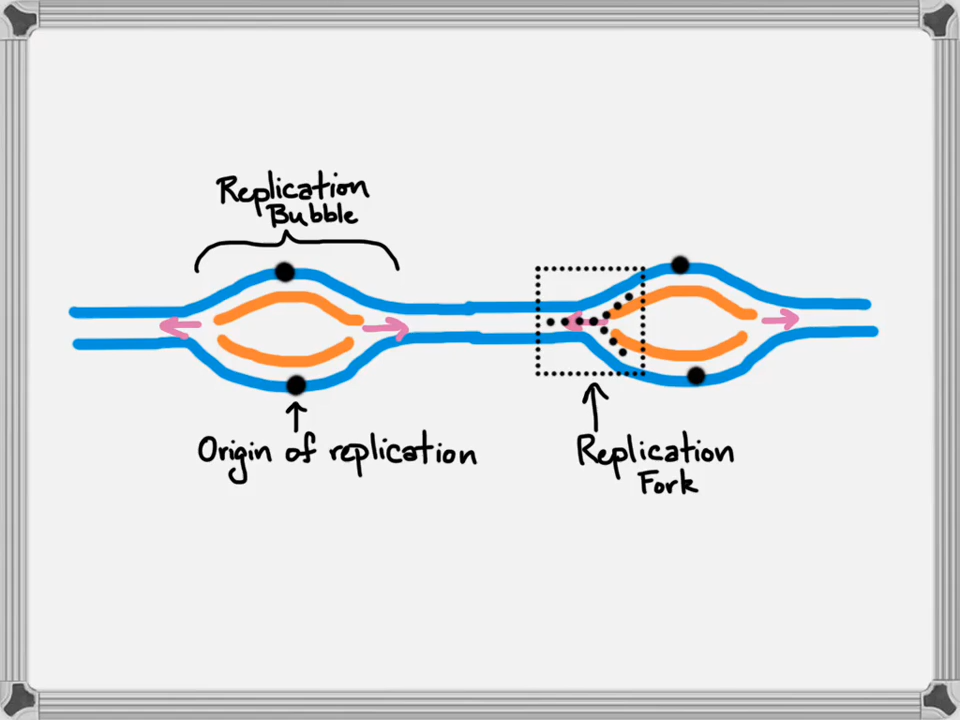 Replication
Bubble
Origin of replication
Replication
Fork